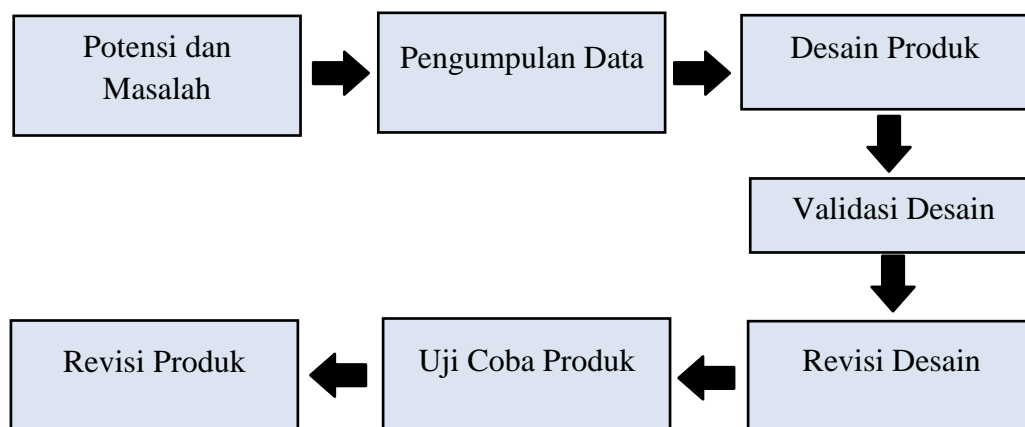 Potensi dan
Masalah
Pengumpulan Data
Desain Produk
Validasi Desain
Revisi Desain
Uji Coba Produk
Revisi Produk